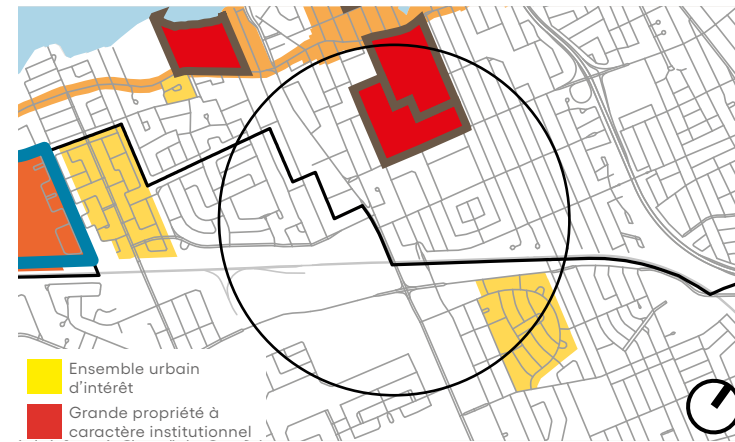 Ensemble urbain
d’intérêt
Grande propriété à
caractère institutionnel